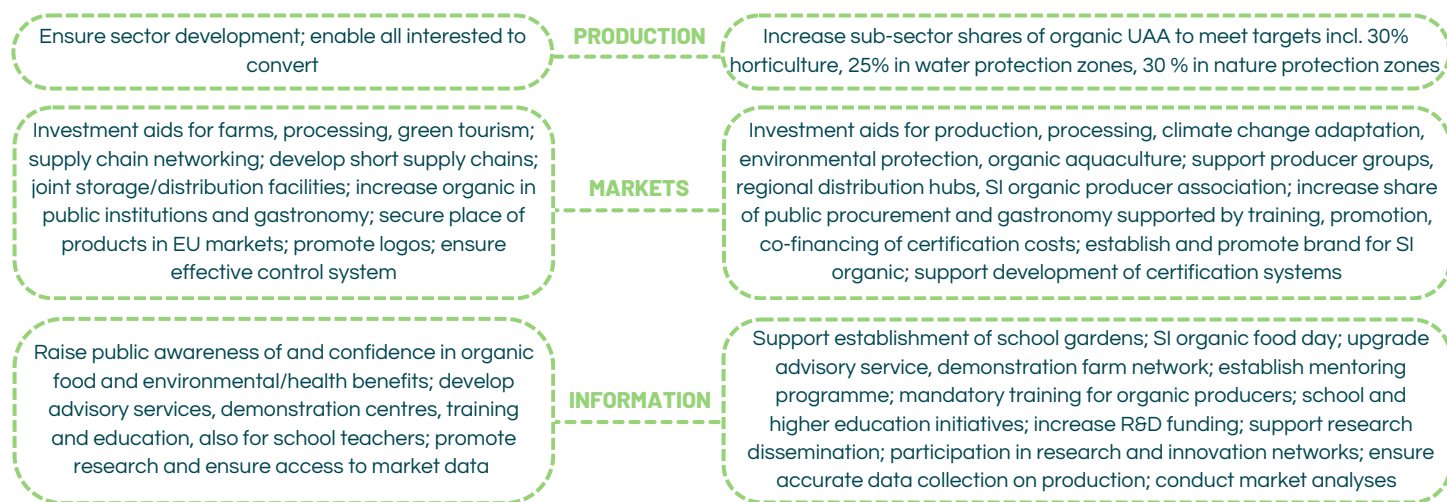 Ensure sector development; enable all interested to
convert
PRODUCTION
Increase sub-sector shares of organic UAA to meet targets incl. 30%
horticulture, 25% in water protection zones, 30 % in nature protection zones
Investment aids for farms, processing, green tourism;
supply chain networking; develop short supply chains;
joint storage/distribution facilities; increase organic in
public institutions and gastronomy; secure place of
products in EU markets; promote logos; ensure
effective control system
MARKETS
Investment aids for production, processing, climate change adaptation,
environmental protection, organic aquaculture; support producer groups,
regional distribution hubs, SI organic producer association; increase share
of public procurement and gastronomy supported by training, promotion,
co-financing of certification costs; establish and promote brand for SI
organic; support development of certification systems
Raise public awareness of and confidence in organic
food and environmental/health benefits; develop
advisory services, demonstration centres, training
and education, also for school teachers; promote
research and ensure access to market data
INFORMATION
Support establishment of school gardens; SI organic food day; upgrade
advisory service, demonstration farm network; establish mentoring
programme; mandatory training for organic producers; school and
higher education initiatives; increase R&D funding; support research
dissemination; participation in research and innovation networks; ensure
accurate data collection on production; conduct market analyses